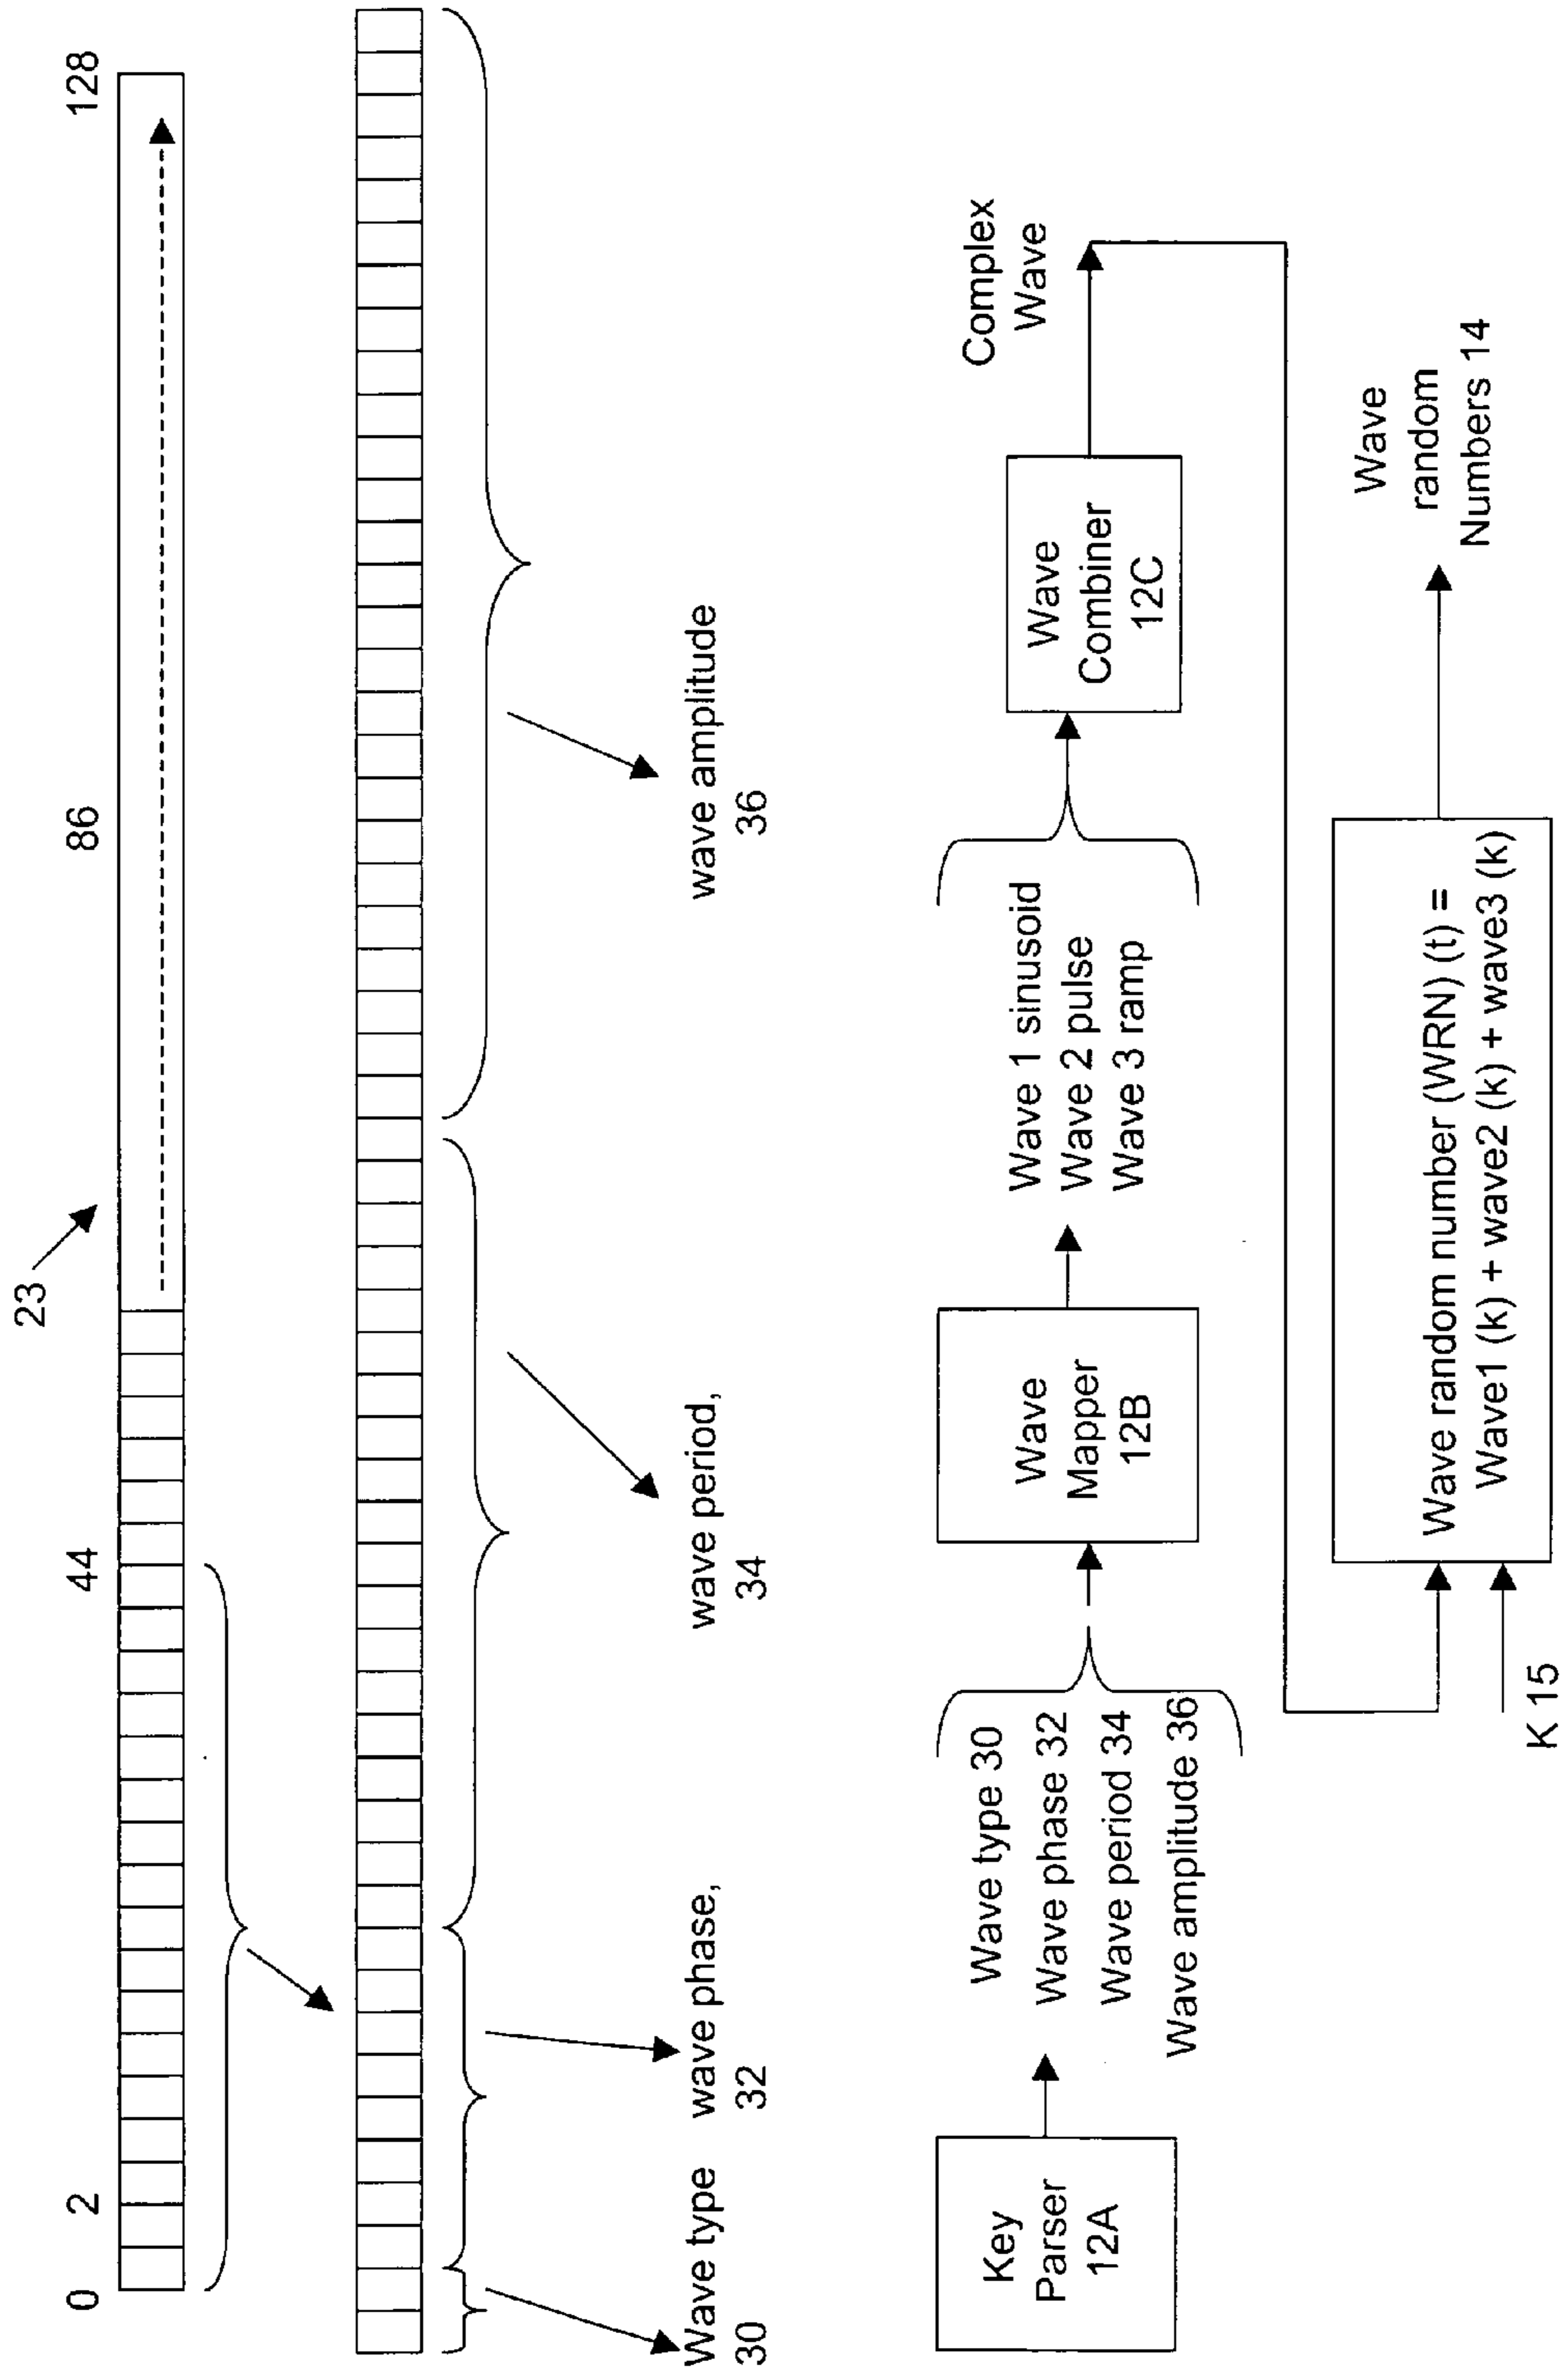 23
0 2 44 86 128
Wave type
30
wave phase,
32
wave period,
34
wave amplitude
36
Key
Parser
12A
Wave type 30
Wave phase 32
Wave period 34
Wave amplitude 36
Wave
Mapper
12B
Wave 1 sinusoid
Wave 2 pulse
Wave 3 ramp
Wave
Combiner
12C
Complex
Wave
K 15
Wave random number (WRN) (t) =
Wave1 (k) + wave2 (k) + wave3 (k)
Wave
random
Numbers 14